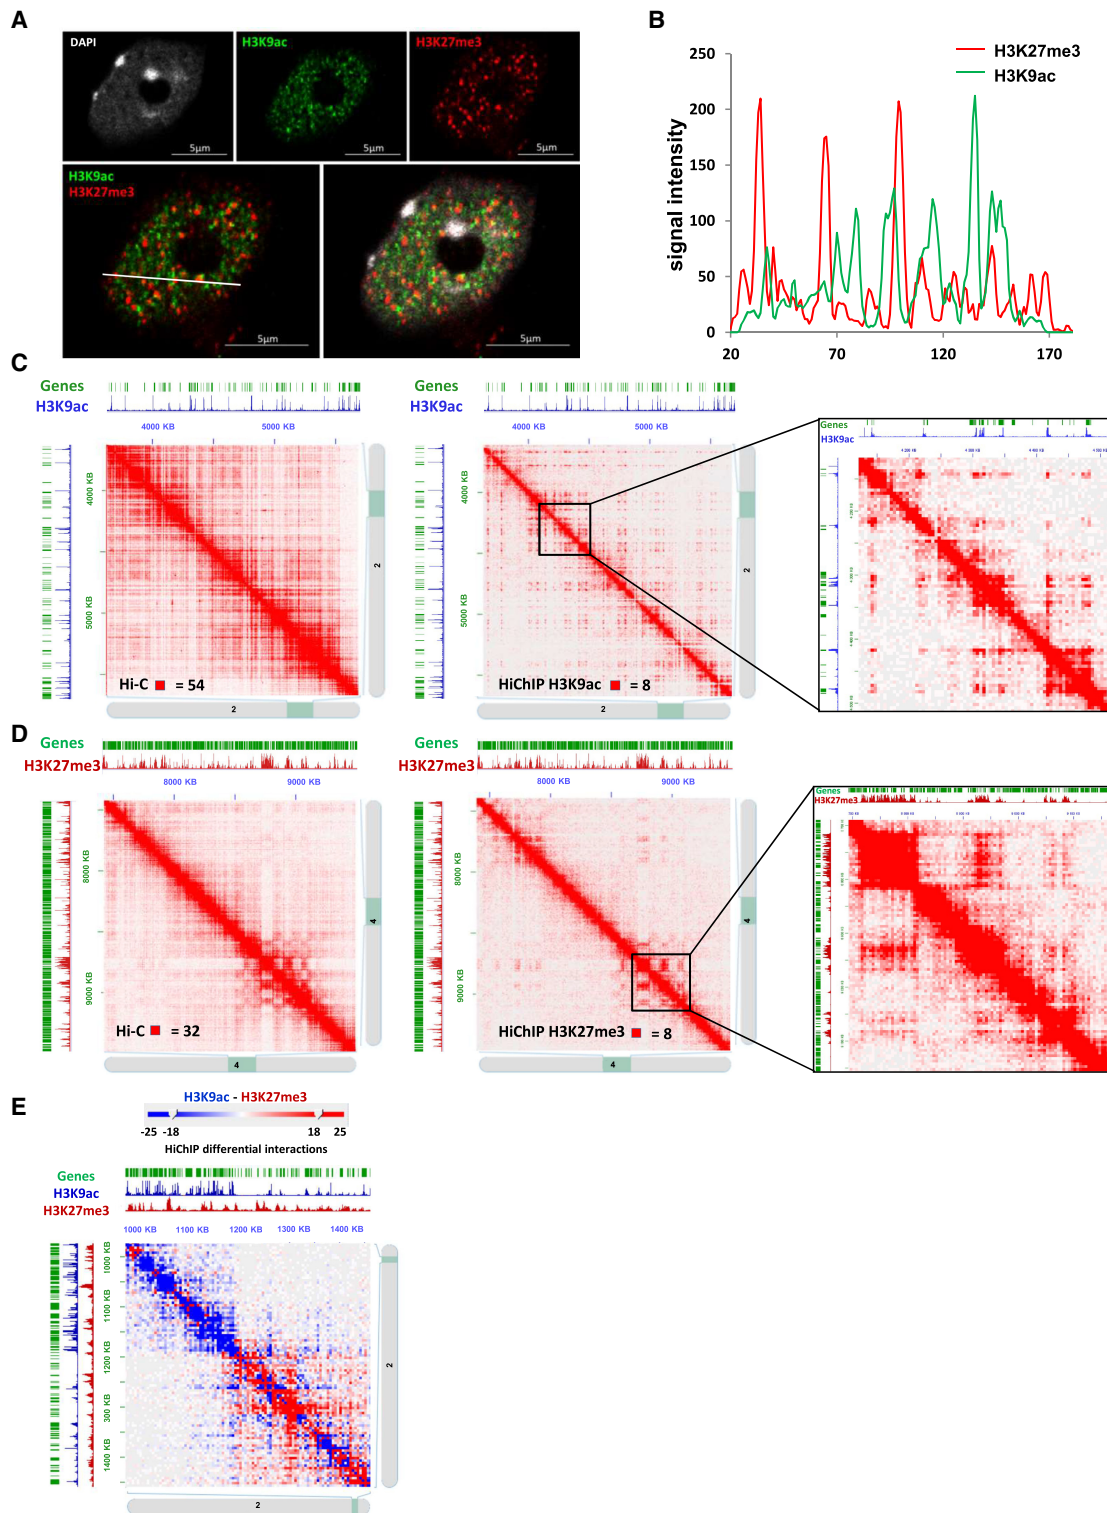 A
DAPI
H3K9ac
H3K27me3
5μm
5μm
5μm
H3K9ac
H3K27me3
5μm
5μm
B
H3K27me3
H3K9ac
signal intensity
250
200
150
100
50
0
20 70 120 170
C
Genes
H3K9ac
4000 KB 5000 KB
4000 KB
5000 KB
2
Hi-C = 54
2
Genes
H3K9ac
4000 KB 5000 KB
4000 KB
5000 KB
2
HiChIP H3K9ac = 8
2
Genes
H3K9ac
D
Genes
H3K27me3
8000 KB 9000 KB
8000 KB
9000 KB
4
Hi-C = 32
4
Genes
H3K27me3
8000 KB 9000 KB
8000 KB
9000 KB
4
HiChIP H3K27me3 = 8
4
Genes
H3K27me3
E
H3K9ac - H3K27me3
-25 -18 18 25
HiChIP differential interactions
Genes
H3K9ac
H3K27me3
1000 KB 1100 KB 1200 KB 1300 KB 1400 KB
1000 KB
1100 KB
1200 KB
300 KB
1400 KB
2
2